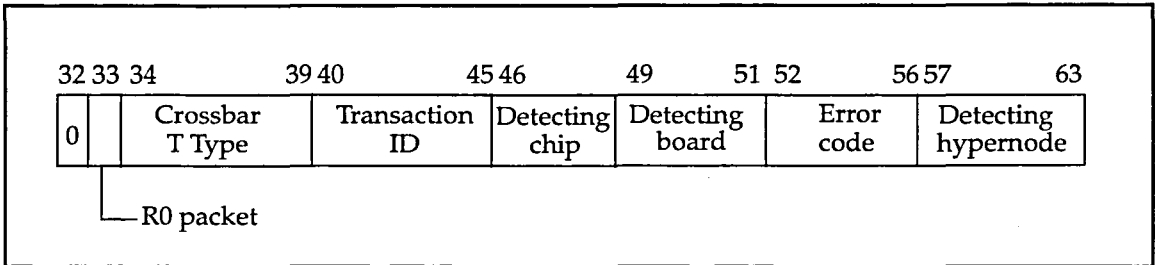 32 33 34 39 40 45 46 49 51 52 56 57 63
0 Crossbar T Type Transaction ID Detecting chip Detecting board Error code Detecting hypernode
R0 packet